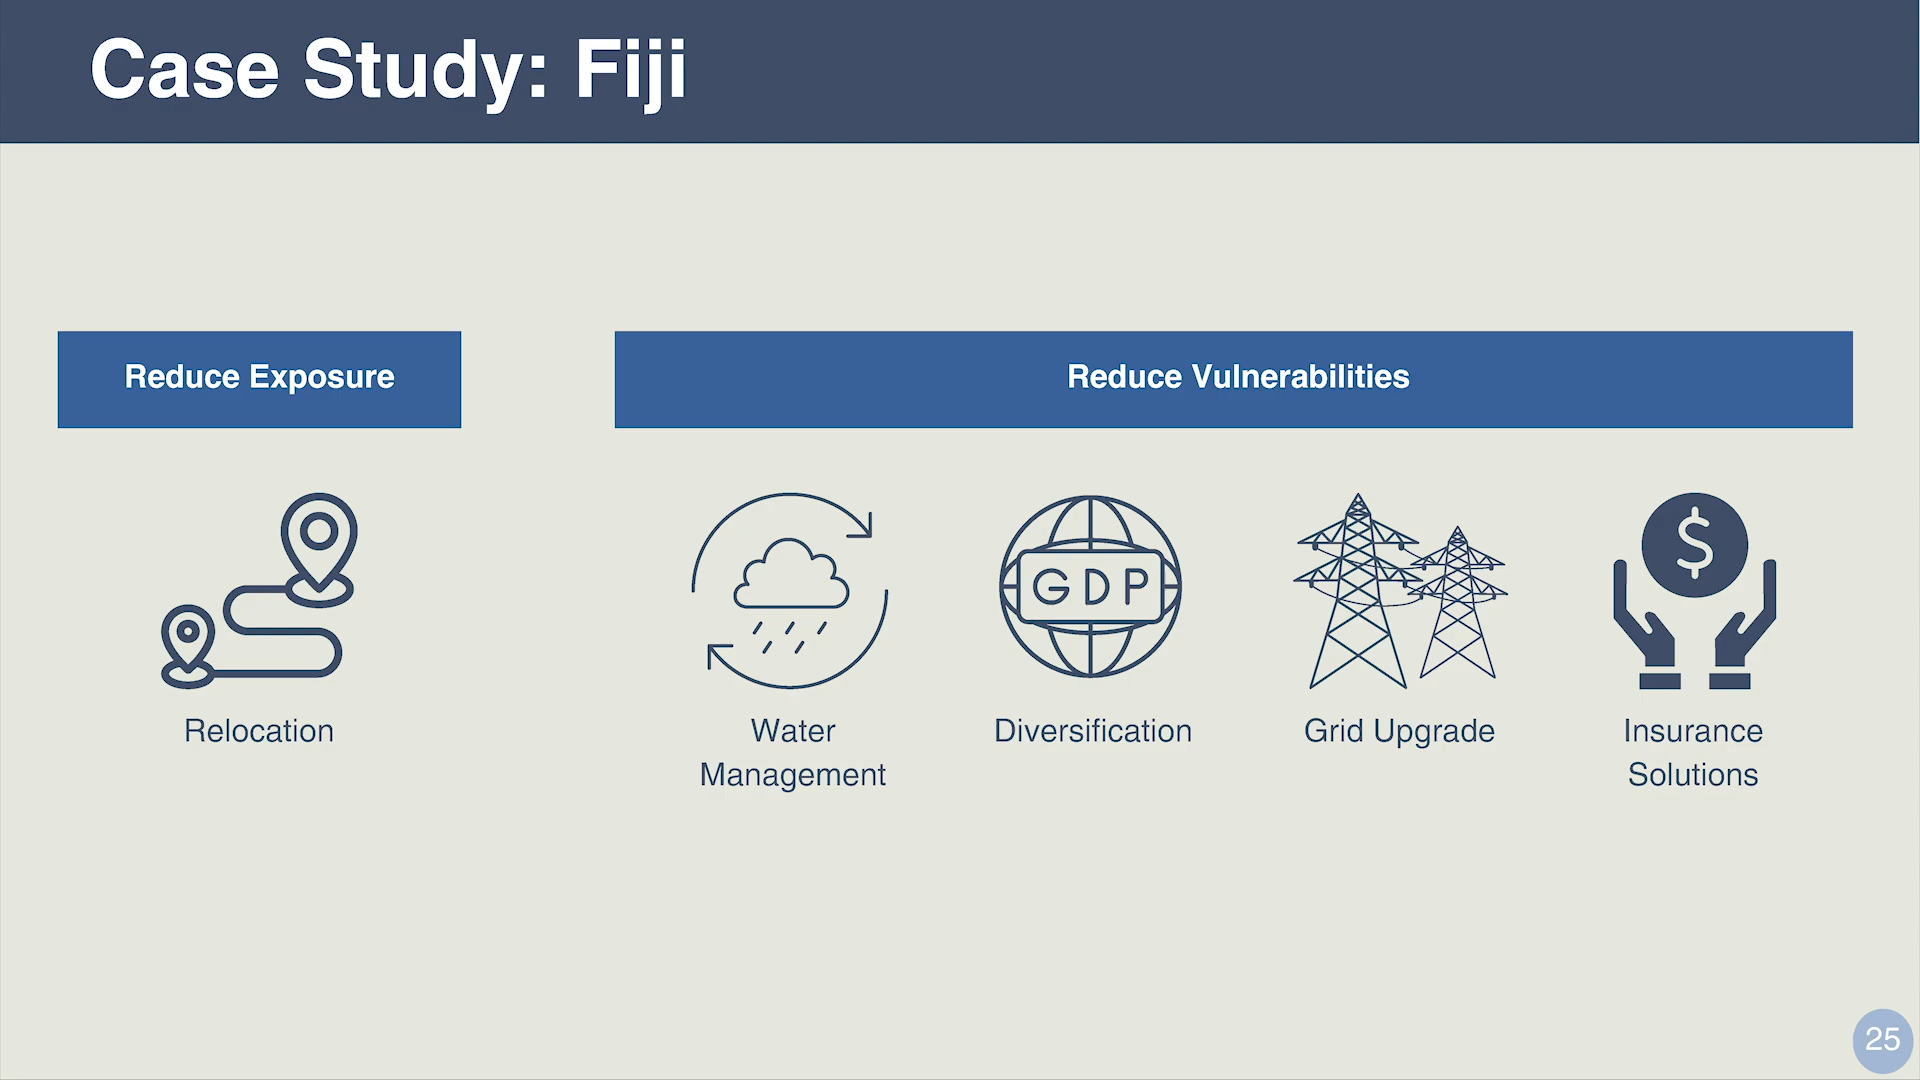 Case Study: Fiji
Reduce Exposure
Reduce Vulnerabilities
GDP
Relocation
Water
Management
Diversification
Grid Upgrade
Insurance
Solutions
$
25